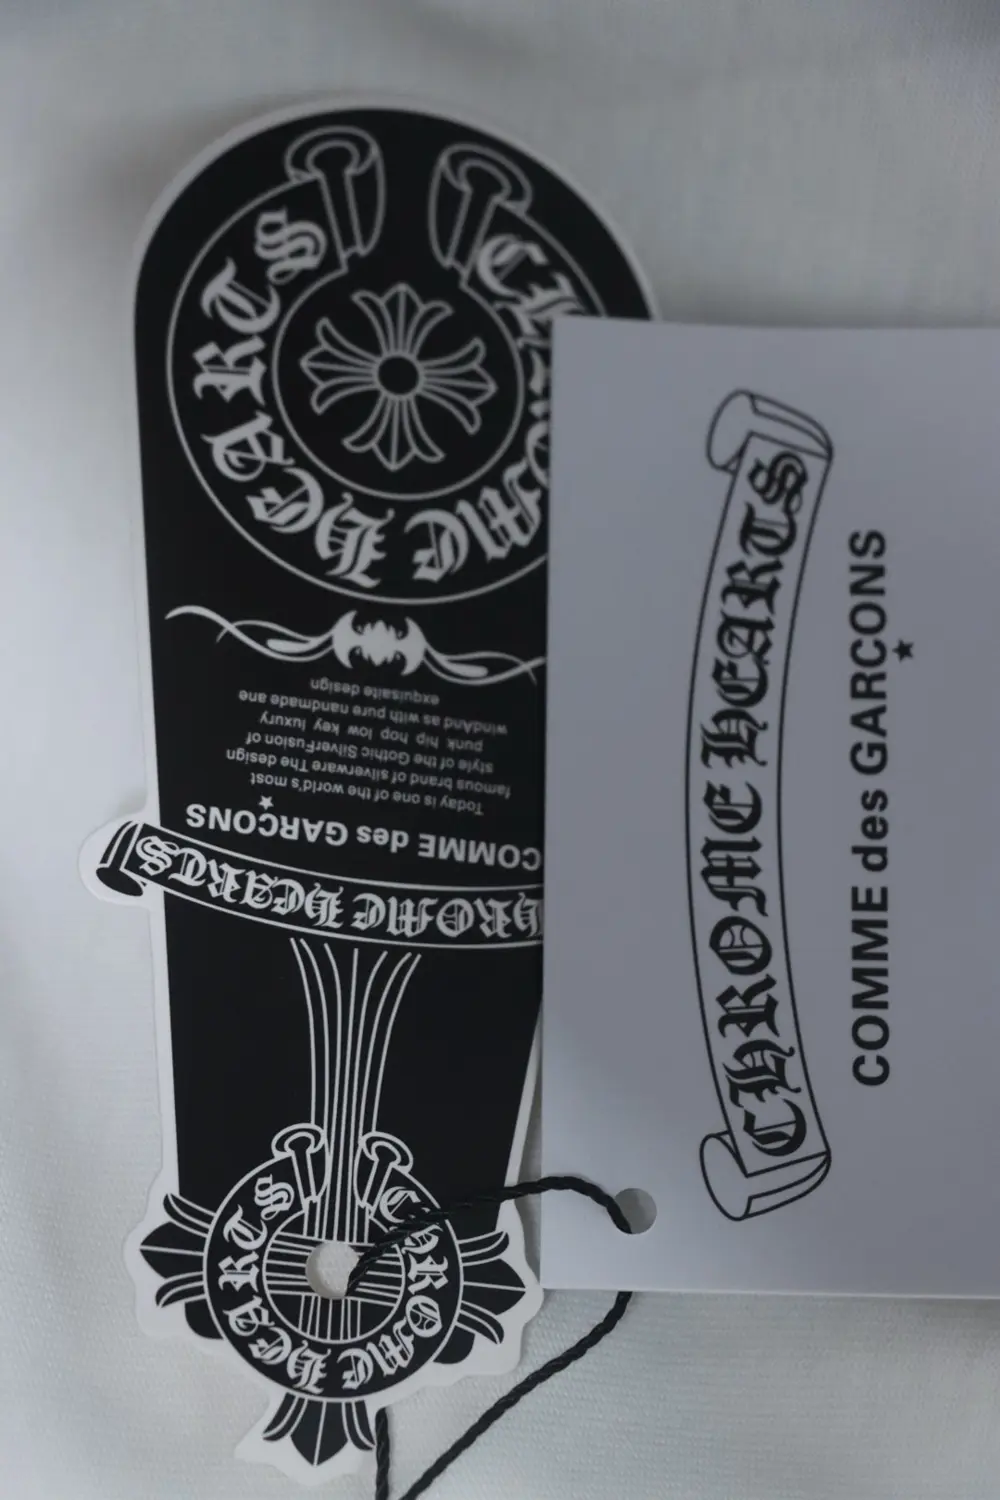 CHROME HEARTS
COMME des GARCONS
Today is one of the world's most
famous brand of silverware The design
style of the Gothic SilverFusion of
punk hip hop low key luxury
windAnd as with pure nandmade ane
exquisaite design
CHROME HEARTS
CHROME HEARTS
CHROME HEARTS
COMME des GARCONS